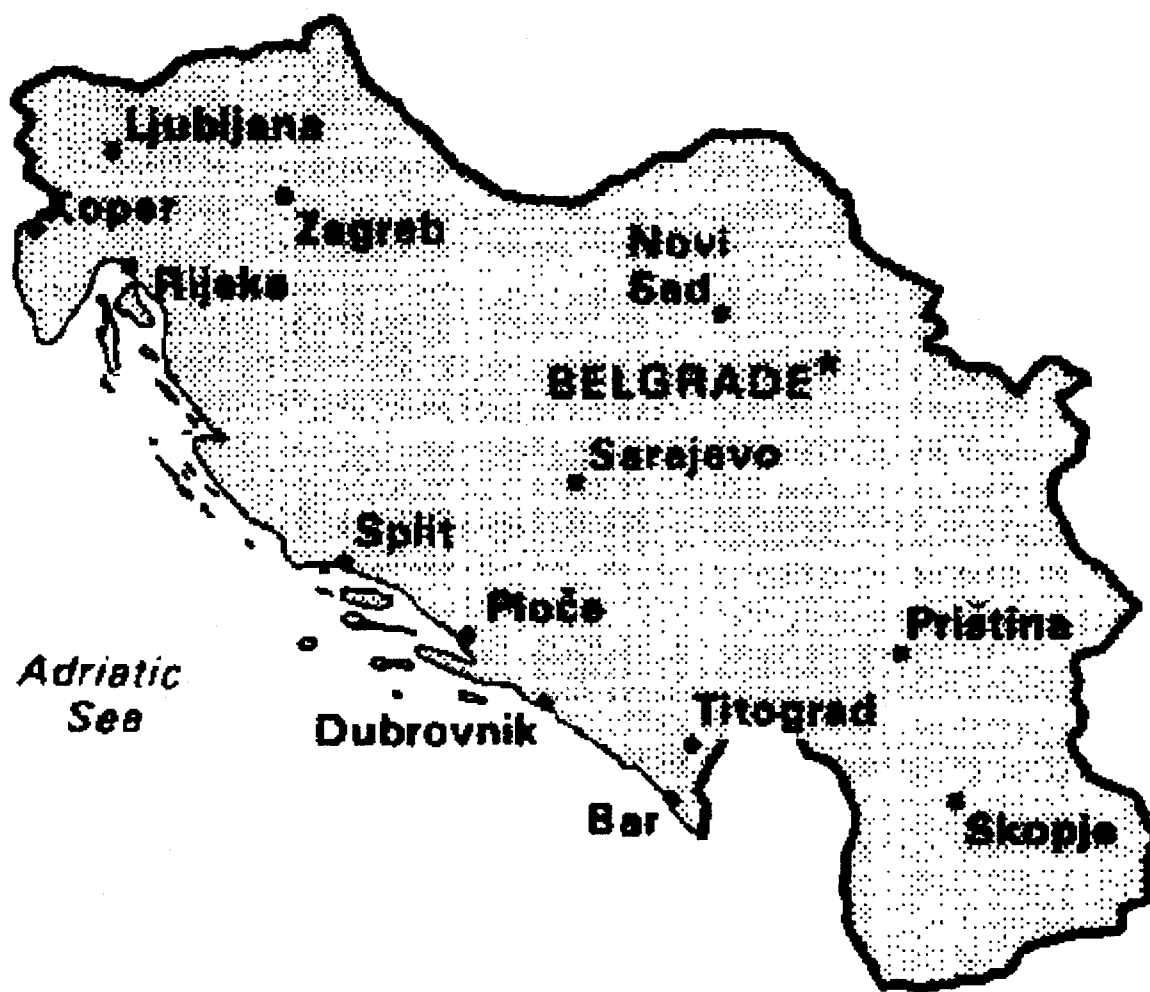 Ljubljana
Koper
Zagreb
Rijeka
Novi
Sad
BELGRADE*
Sarajevo
Split
Ploče
Priština
Adriatic
Sea
Titograd
Dubrovnik
Bar
Skopje